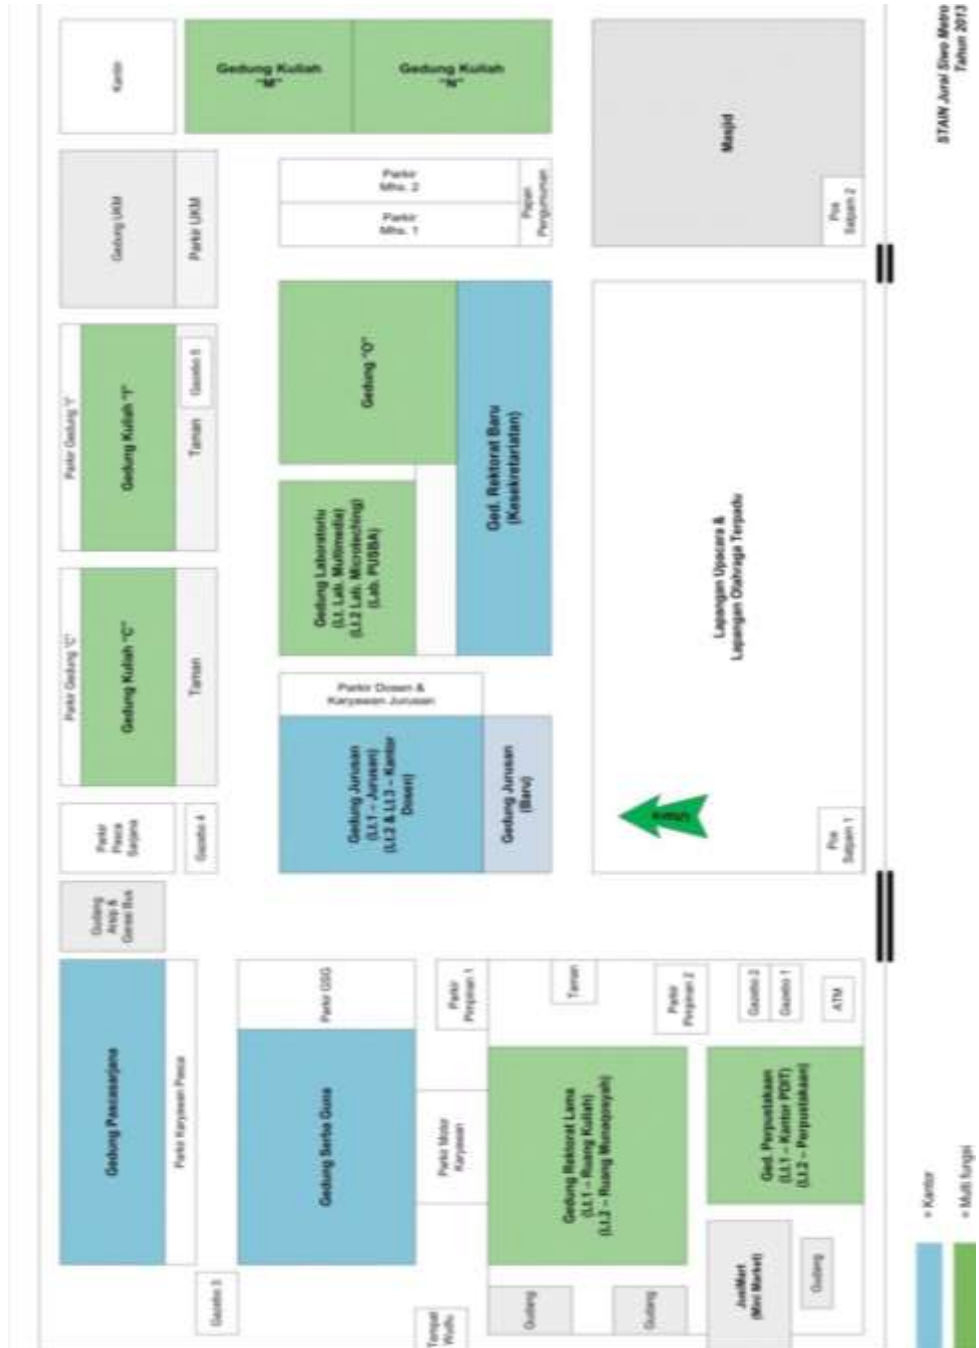 STAIN Jurai Siwo Metro
Tahun 2013
Kantin
Gedung Kuliah
"M"
Gedung Kuliah
"N"
Masjid
Pos
Satpam 2
Gedung UKM
Parkir UKM
Parkir
Mhs. 2
Parkir
Mhs. 1
Papan
Pengumuman
Parkir Gedung "I"
Gedung Kuliah "I"
Taman
Gazebo 5
Gedung "O"
Ged. Rektorat Baru
(Kesekretariatan)
Gedung Laboratoriu
(Lt. Lab. Multimedia)
(Lt.2 Lab. Microteching)
(Lab. PUSBA)
Lapangan Upacara &
Lapangan Olahraga Terpadu
Parkir Gedung "C"
Gedung Kuliah "C"
Taman
Parkir Dosen &
Karyawan Jurusan
Gedung Jurusan
(Lt.1 – Jurusan)
(Lt.2 & Lt.3 – Kantor
Dosen)
Gedung Jurusan
(Baru)
Pos
Satpam 1
Parkir
Pasca
Sarjana
Gazebo 4
Gudang
Arsip &
Garasi Bus
Gedung Pascasarjana
Parkir Karyawan Pasca
Parkir GSG
Gedung Serba Guna
Parkir
Pimpinan 1
Taman
Parkir
Pimpinan 2
Gazebo 2
Gazebo 1
ATM
Parkir Motor
Karyawan
Gedung Rektorat Lama
(Lt.1 – Ruang Kuliah)
(Lt.2 – Ruang Munaqosyah)
Ged. Perpustakaan
(Lt.1 – Kantor PDIT)
(Lt.2 – Perpustakaan)
Gazebo 3
Tempat
Wudlu
Gudang
Gudang
JusiMart
(Mini Market)
Gudang
= Kantor
= Multi fungsi